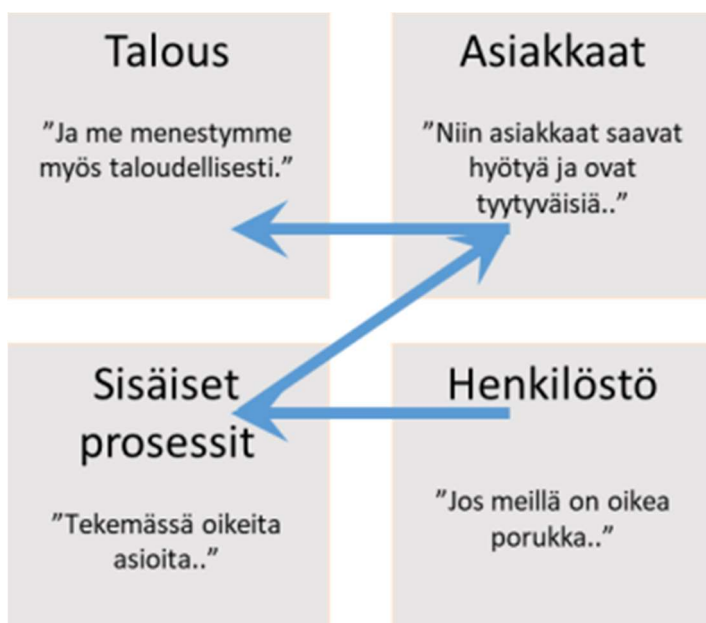 Talous
”Ja me menestymme
myös taloudellisesti.”
Asiakkaat
”Niin asiakkaat saavat
hyötyä ja ovat
tyytyväisiä..”
Sisäiset
prosessit
”Tekemässä oikeita
asioita..”
Henkilöstö
”Jos meillä on oikea
porukka..”